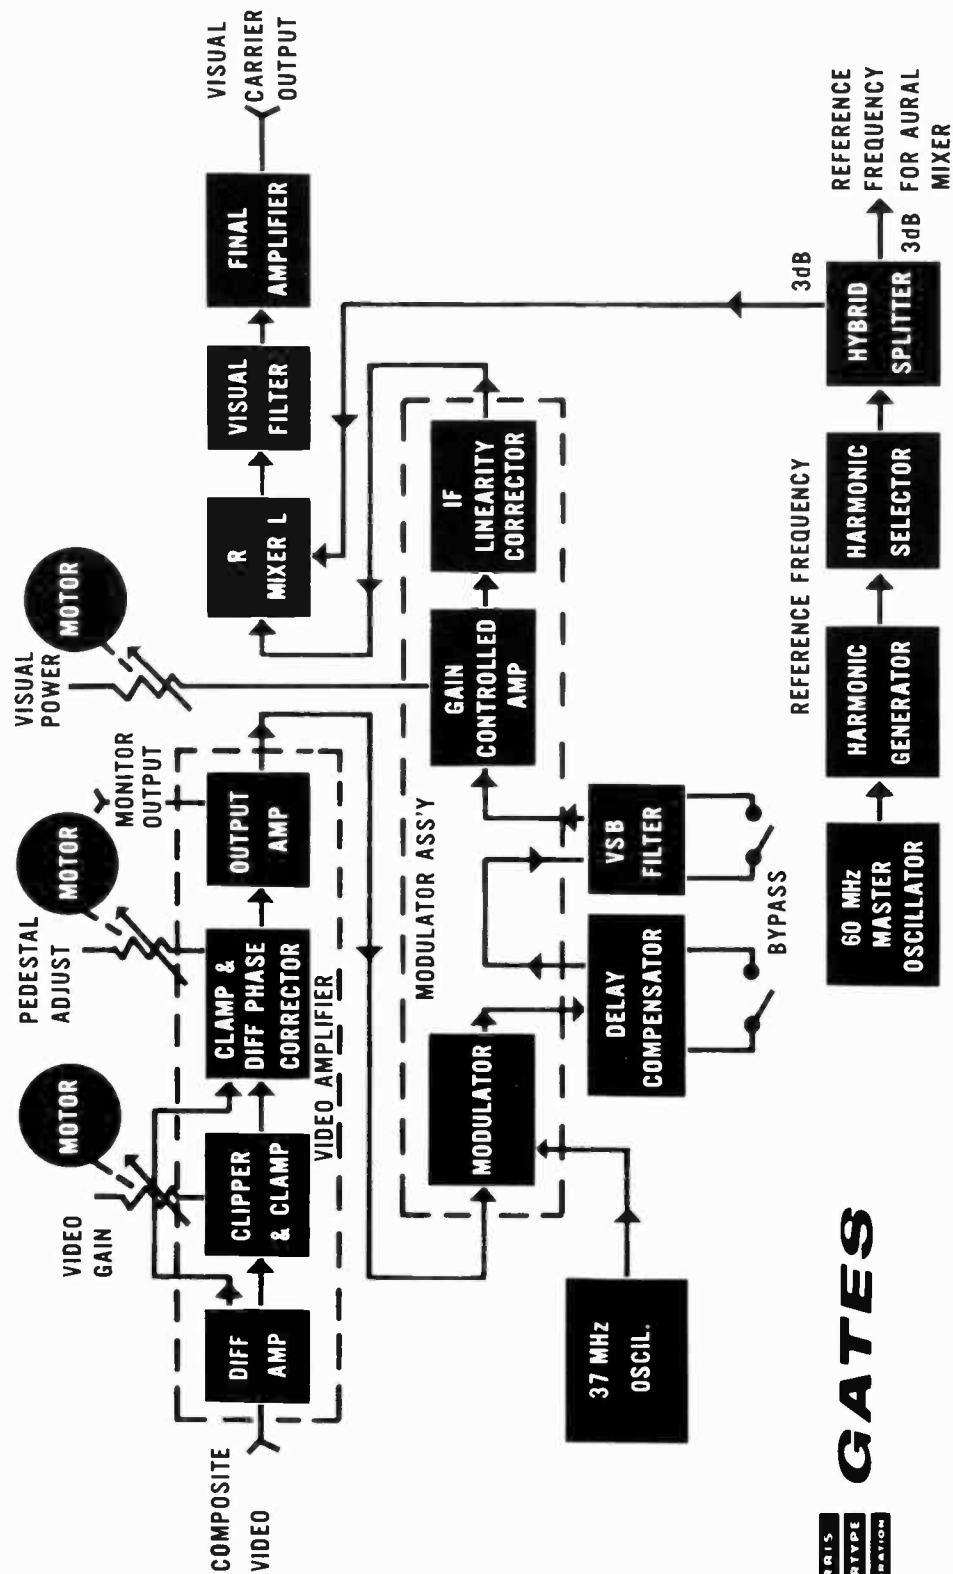 COMPOSITE
VIDEO
VIDEO
GAIN
MOTOR
PEDESTAL
ADJUST
MOTOR
MONITOR
OUTPUT
VISUAL
POWER
MOTOR
DIFF
AMP
CLIPPER
& CLAMP
CLAMP &
DIFF PHASE
CORRECTOR
OUTPUT
AMP
VIDEO AMPLIFIER
R
MIXER L
VISUAL
FILTER
FINAL
AMPLIFIER
VISUAL
CARRIER
OUTPUT
MODULATOR ASS'Y
MODULATOR
GAIN
CONTROLLED
AMP
IF
LINEARITY
CORRECTOR
37 MHz
OSCIL.
DELAY
COMPENSATOR
VSB
FILTER
BYPASS
REFERENCE FREQUENCY
60 MHz
MASTER
OSCILLATOR
HARMONIC
GENERATOR
HARMONIC
SELECTOR
HYBRID
SPLITTER
3dB
3dB
REFERENCE
FREQUENCY
FOR AURAL
MIXER
RRIS
RTYPE
RATION
GATES